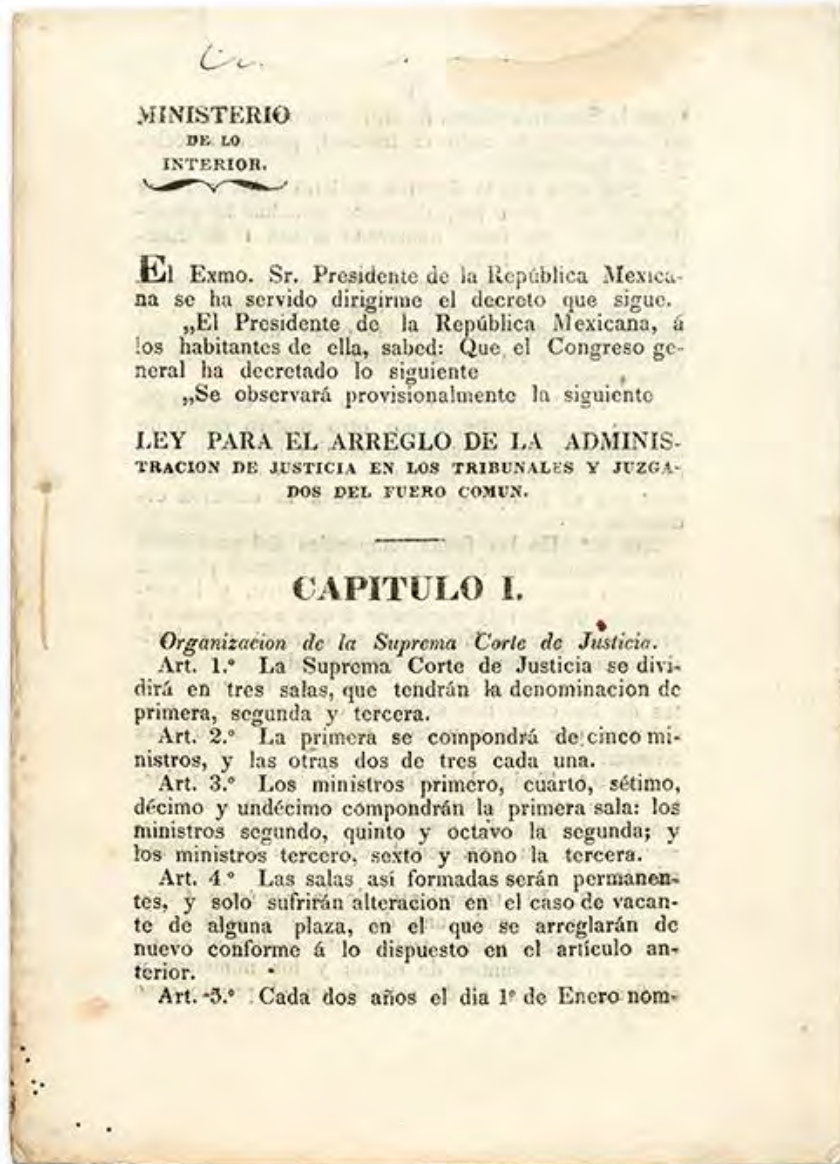 MINISTERIO
DE LO
INTERIOR.
El Exmo. Sr. Presidente de la República Mexica-
na se ha servido dirigirme el decreto que sigue.
„El Presidente de la República Mexicana, á
los habitantes de ella, sabed: Que el Congreso ge-
neral ha decretado lo siguiente
„Se observará provisionalmente la siguiente
LEY PARA EL ARREGLO DE LA ADMINIS-
TRACION DE JUSTICIA EN LOS TRIBUNALES Y JUZGA-
DOS DEL FUERO COMUN.
CAPITULO I.
Organizacion de la Suprema Corte de Justicia.
Art. 1.º La Suprema Corte de Justicia se divi-
dirá en tres salas, que tendrán la denominacion de
primera, segunda y tercera.
Art. 2.º La primera se compondrá de cinco mi-
nistros, y las otras dos de tres cada una.
Art. 3.º Los ministros primero, cuarto, sétimo,
décimo y undécimo compondrán la primera sala: los
ministros segundo, quinto y octavo la segunda; y
los ministros tercero, sexto y nono la tercera.
Art. 4º Las salas así formadas serán permanen-
tes, y solo sufrirán alteracion en el caso de vacan-
te de alguna plaza, en el que se arreglarán de
nuevo conforme á lo dispuesto en el artículo an-
terior.
Art. 5.º Cada dos años el dia 1º de Enero nom-